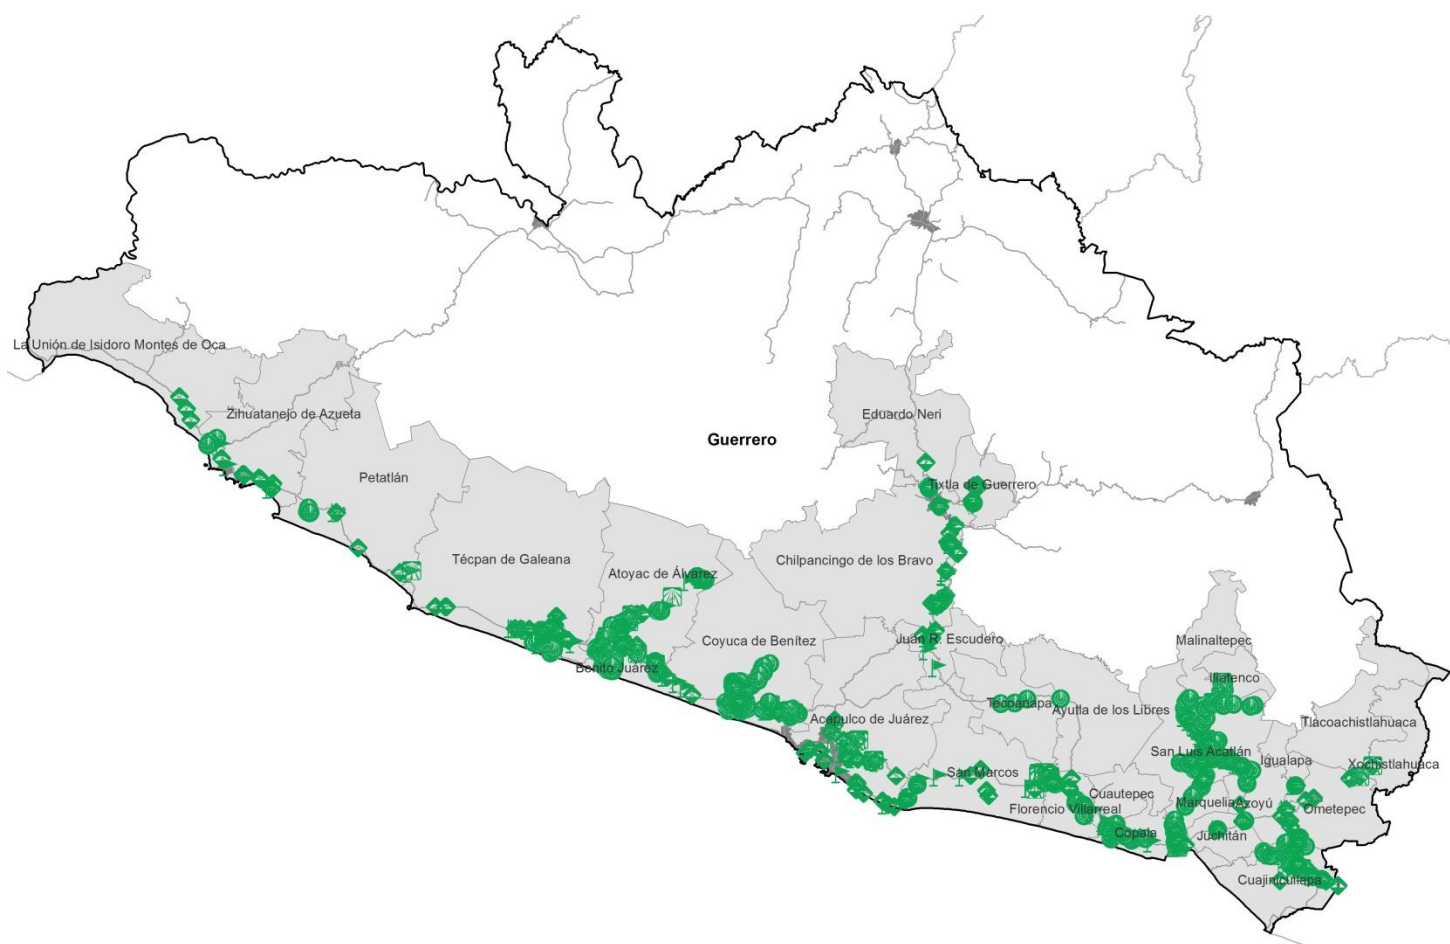 La Unión de Isidoro Montes de Oca
Zihuatanejo de Azueta
Eduardo Neri
Guerrero
Petatlán
Tixtla de Guerrero
Técpan de Galeana
Chilpancingo de los Bravo
Atoyac de Álvarez
Juan R. Escudero
Coyuca de Benítez
Malinaltepec
Benito Juárez
Iliatenco
Tecoanapa
Ayutla de los Libres
Acapulco de Juárez
Tlacoachistlahuaca
San Luis Acatlán
Igualapa
Xochistlahuaca
San Marcos
Cuautepec
Florencio Villarreal
Marquelia
Azoyú
Ometepec
Copala
Juchitán
Cuajinicuilapa